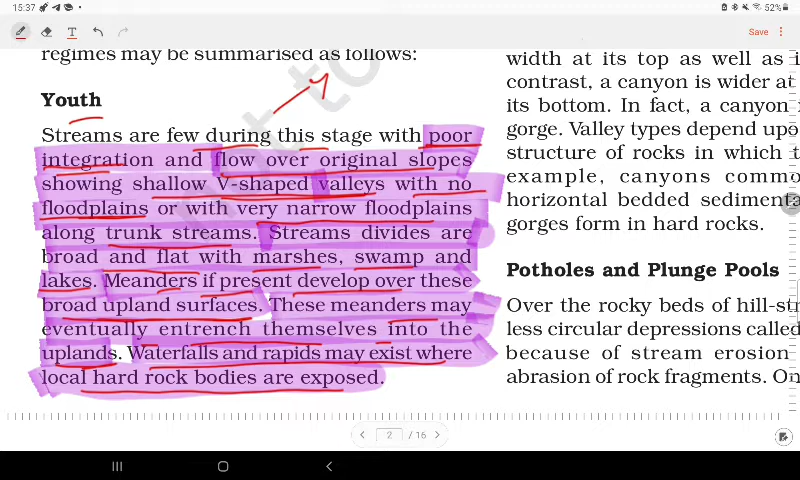 15:37
52%
T
Save
regimes may be summarised as follows:
Youth
Streams are few during this stage with poor
integration and flow over original slopes
showing shallow V-shaped valleys with no
floodplains or with very narrow floodplains
along trunk streams. Streams divides are
broad and flat with marshes, swamp and
lakes. Meanders if present develop over these
broad upland surfaces. These meanders may
eventually entrench themselves into the
uplands. Waterfalls and rapids may exist where
local hard rock bodies are exposed.
width at its top as well as
contrast, a canyon is wider at
its bottom. In fact, a canyon
gorge. Valley types depend upo
structure of rocks in which t
example, canyons commo
horizontal bedded sedimenta
gorges form in hard rocks.
Potholes and Plunge Pools
Over the rocky beds of hill-str
less circular depressions called
because of stream erosion
abrasion of rock fragments. On
not to
2 / 16